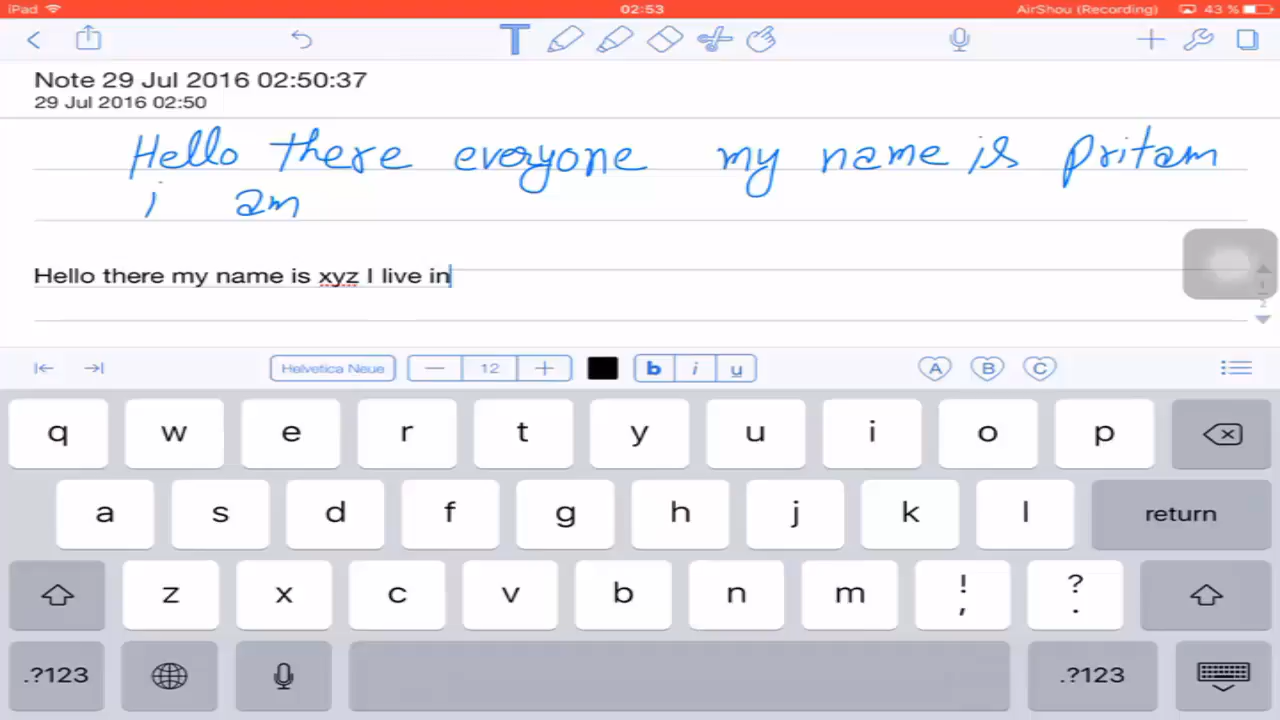 iPad 02:53 AirShou (Recording) 43 %
T
Note 29 Jul 2016 02:50:37
29 Jul 2016 02:50
Hello there everyone my name is pritam
i am
Hello there my name is xyz I live in
1
2
Helvetica Neue — 12 + b i u A B C
q w e r t y u i o p
a s d f g h j k l return
z x c v b n m ! , ? .
.?123 .?123